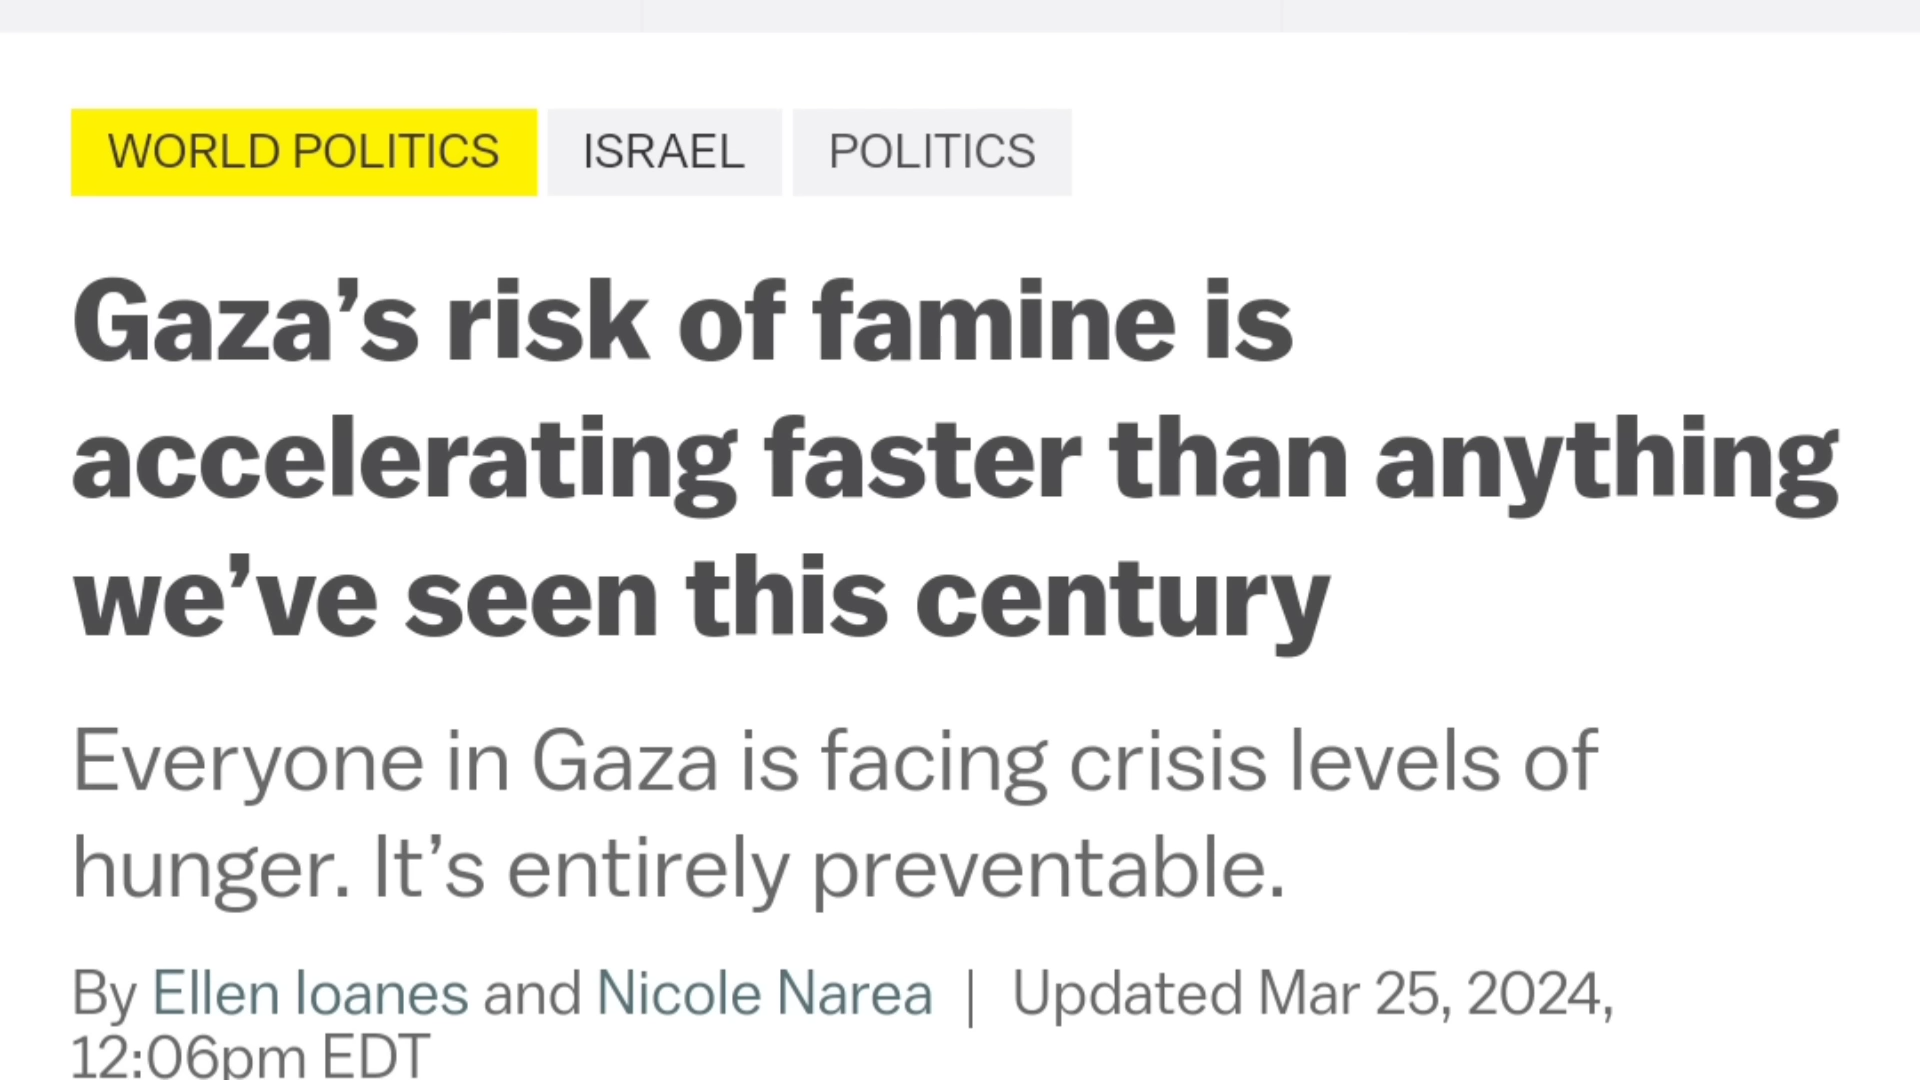 WORLD POLITICS ISRAEL POLITICS
Gaza’s risk of famine is
accelerating faster than anything
we’ve seen this century
Everyone in Gaza is facing crisis levels of
hunger. It’s entirely preventable.
By Ellen Ioanes and Nicole Narea | Updated Mar 25, 2024,
12:06pm EDT